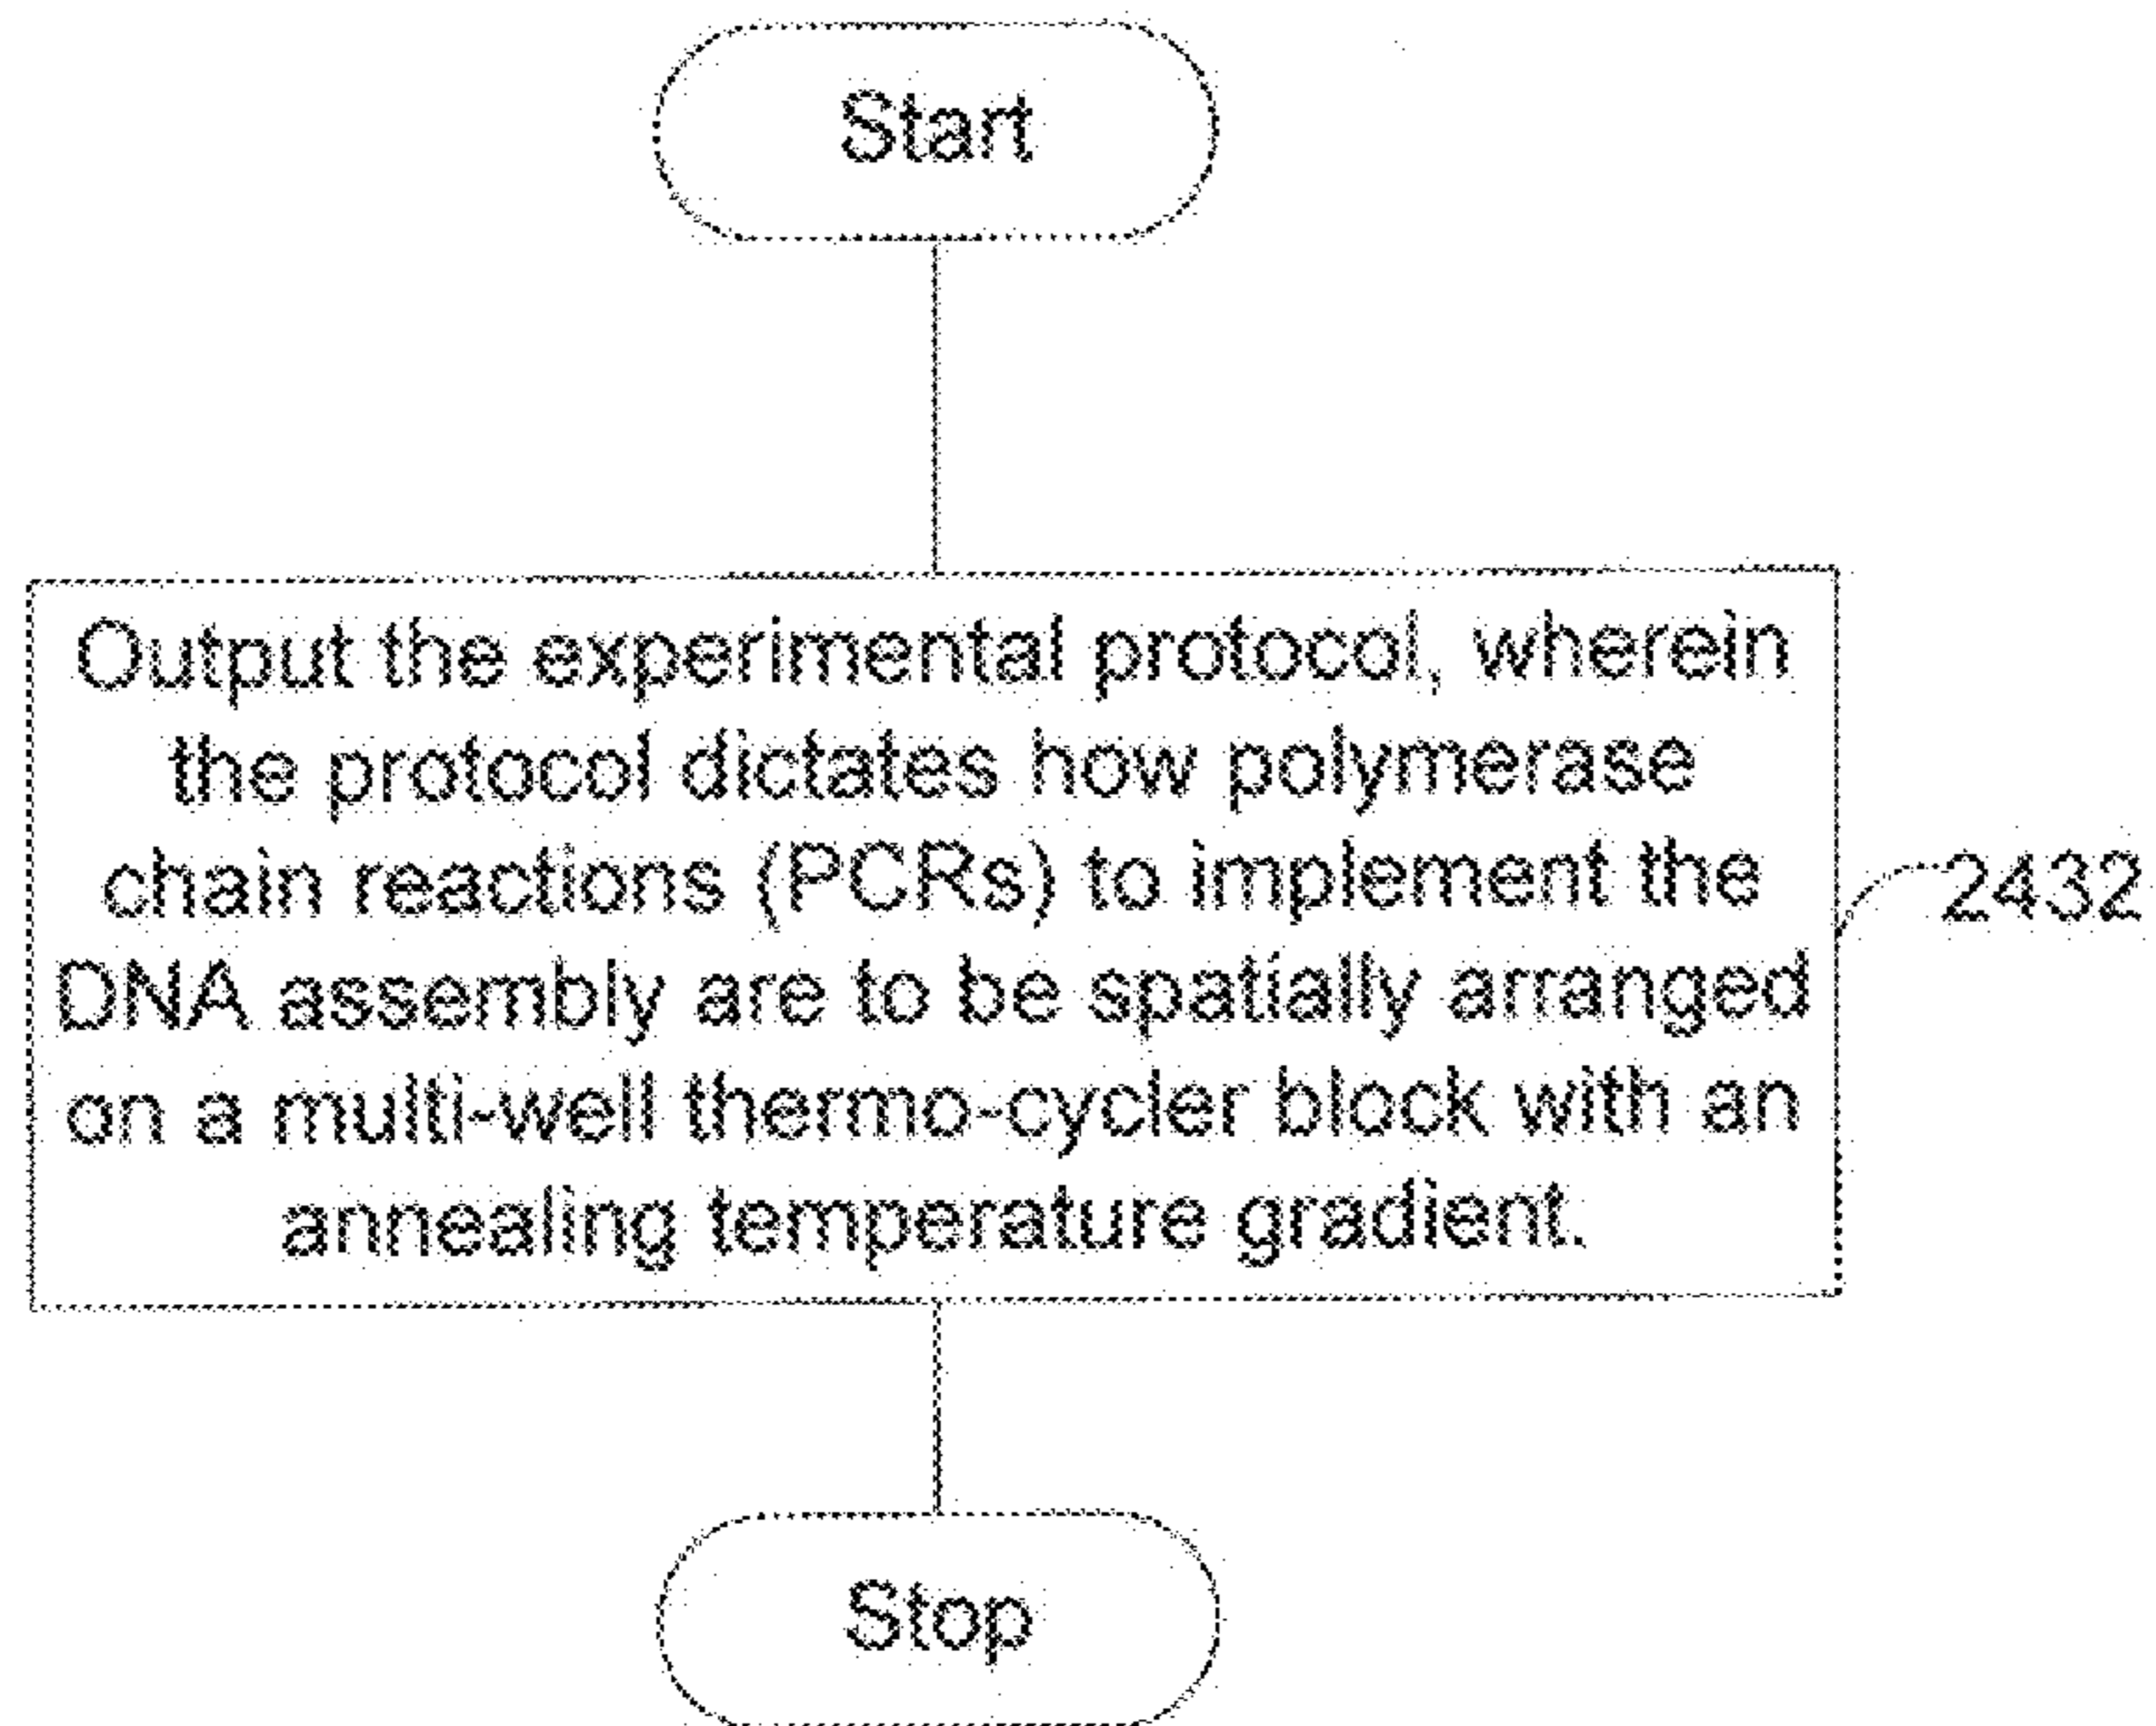 Start
Output the experimental protocol, wherein
the protocol dictates how polymerase
chain reactions (PCRs) to implement the
DNA assembly are to be spatially arranged
on a multi-well thermo-cycler block with an
annealing temperature gradient.
2432
Stop